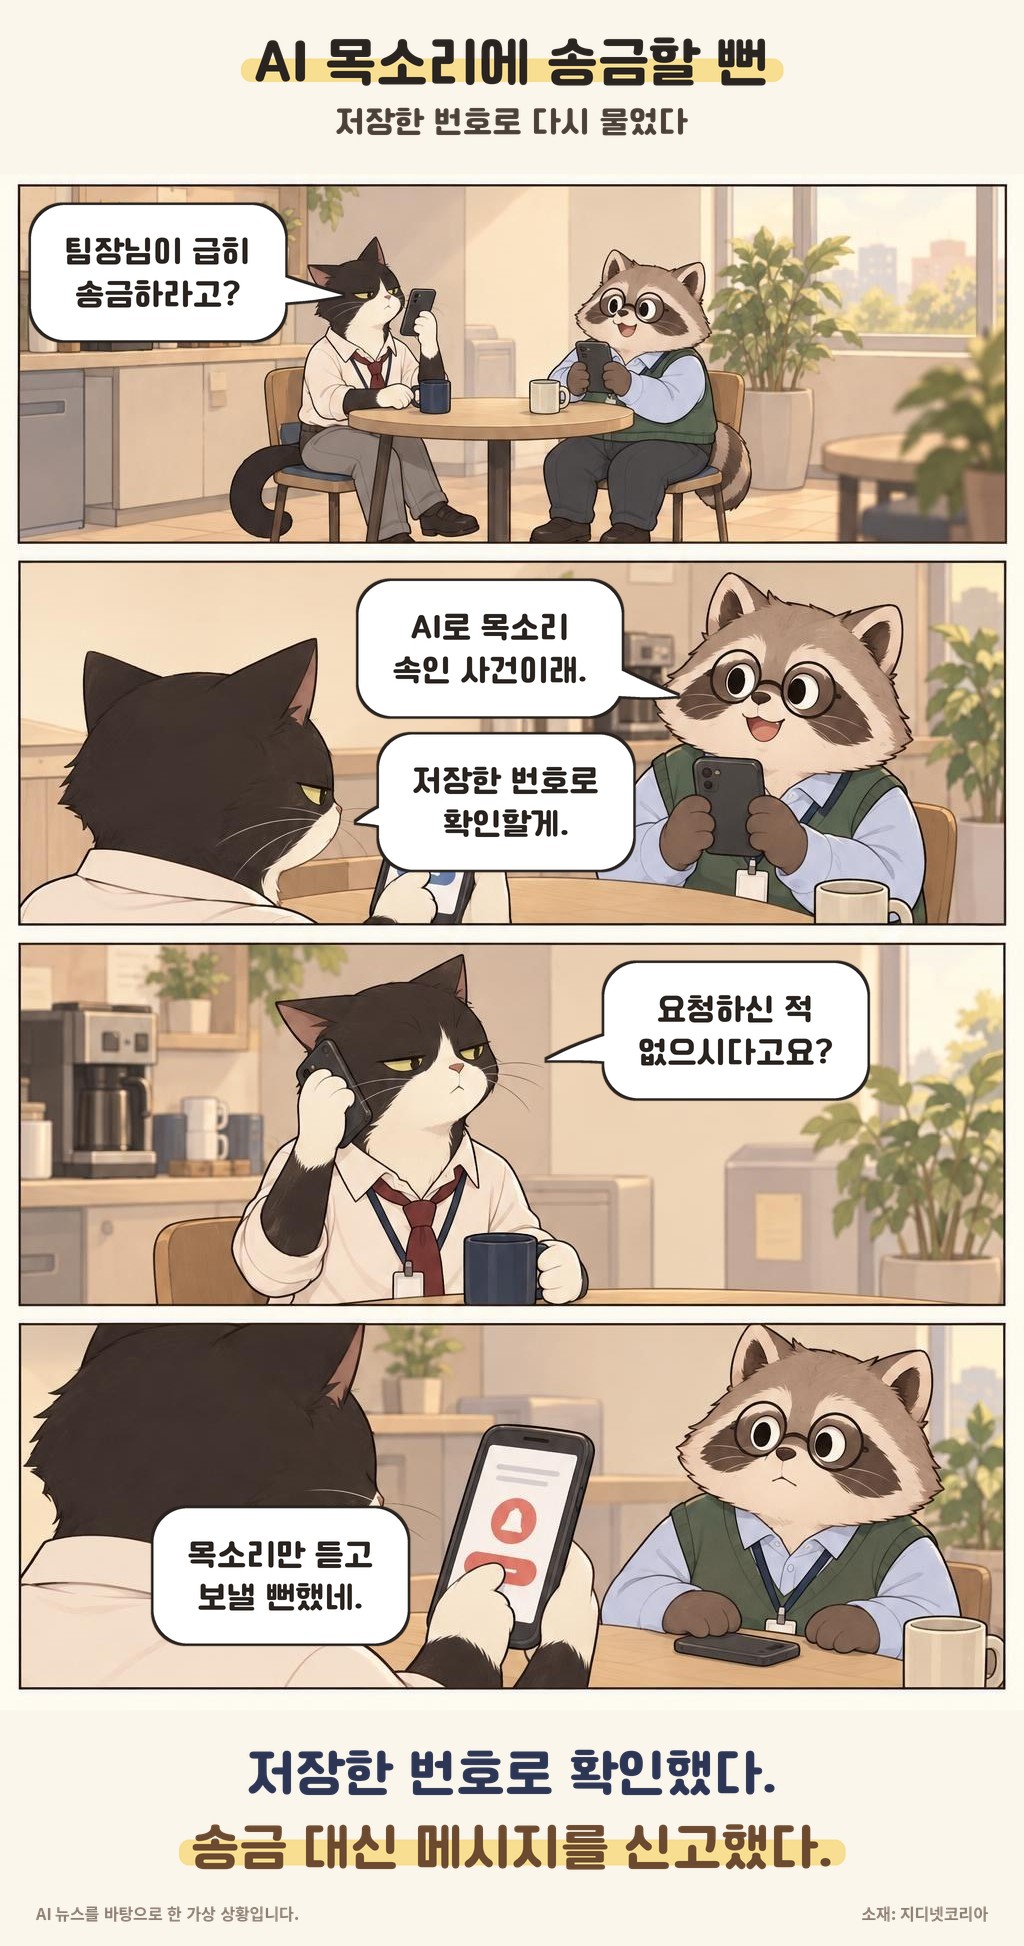 AI 목소리에 송금할 뻔
저장한 번호로 다시 물었다
팀장님이 급히
송금하라고?
AI로 목소리
속인 사건이래.
저장한 번호로
확인할게.
요청하신 적
없으시다고요?
목소리만 듣고
보낼 뻔했네.
저장한 번호로 확인했다.
송금 대신 메시지를 신고했다.
AI 뉴스를 바탕으로 한 가상 상황입니다.
소재: 지디넷코리아